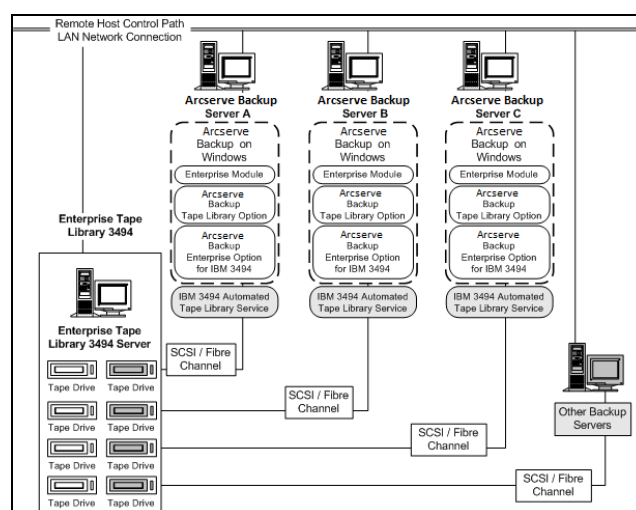 Remote Host Control Path
LAN Network Connection
Arcserve Backup
Server A
Arcserve
Backup on
Windows
Enterprise Module
Arcserve
Backup
Tape Library Option
Arcserve
Backup
Enterprise Option
for IBM 3494
IBM 3494 Automated
Tape Library Service
Arcserve Backup
Server B
Arcserve
Backup on
Windows
Enterprise Module
Arcserve
Backup
Tape Library Option
Arcserve
Backup
Enterprise Option
for IBM 3494
IBM 3494 Automated
Tape Library Service
Arcserve Backup
Server C
Arcserve
Backup on
Windows
Enterprise Module
Arcserve
Backup
Tape Library Option
Arcserve
Backup
Enterprise Option
for IBM 3494
IBM 3494 Automated
Tape Library Service
Enterprise Tape
Library 3494
Enterprise Tape
Library 3494 Server
Tape Drive
Tape Drive
Tape Drive
Tape Drive
Tape Drive
Tape Drive
Tape Drive
Tape Drive
SCSI / Fibre
Channel
SCSI / Fibre
Channel
SCSI / Fibre
Channel
SCSI / Fibre
Channel
Other Backup
Servers